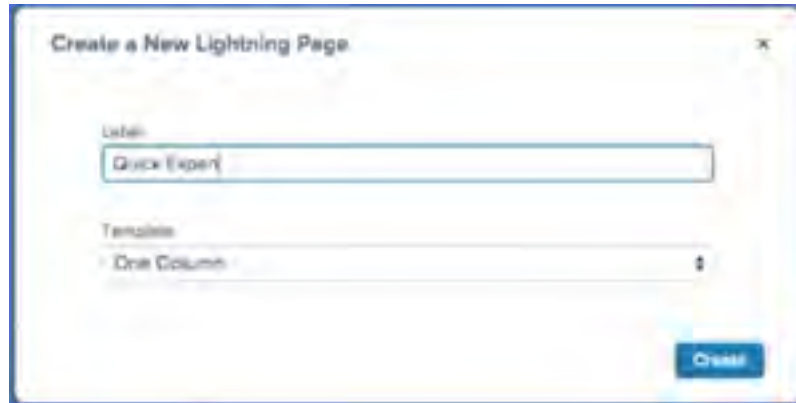 Create a New Lightning Page
Label
Quick Expen
Template
One Column
Create